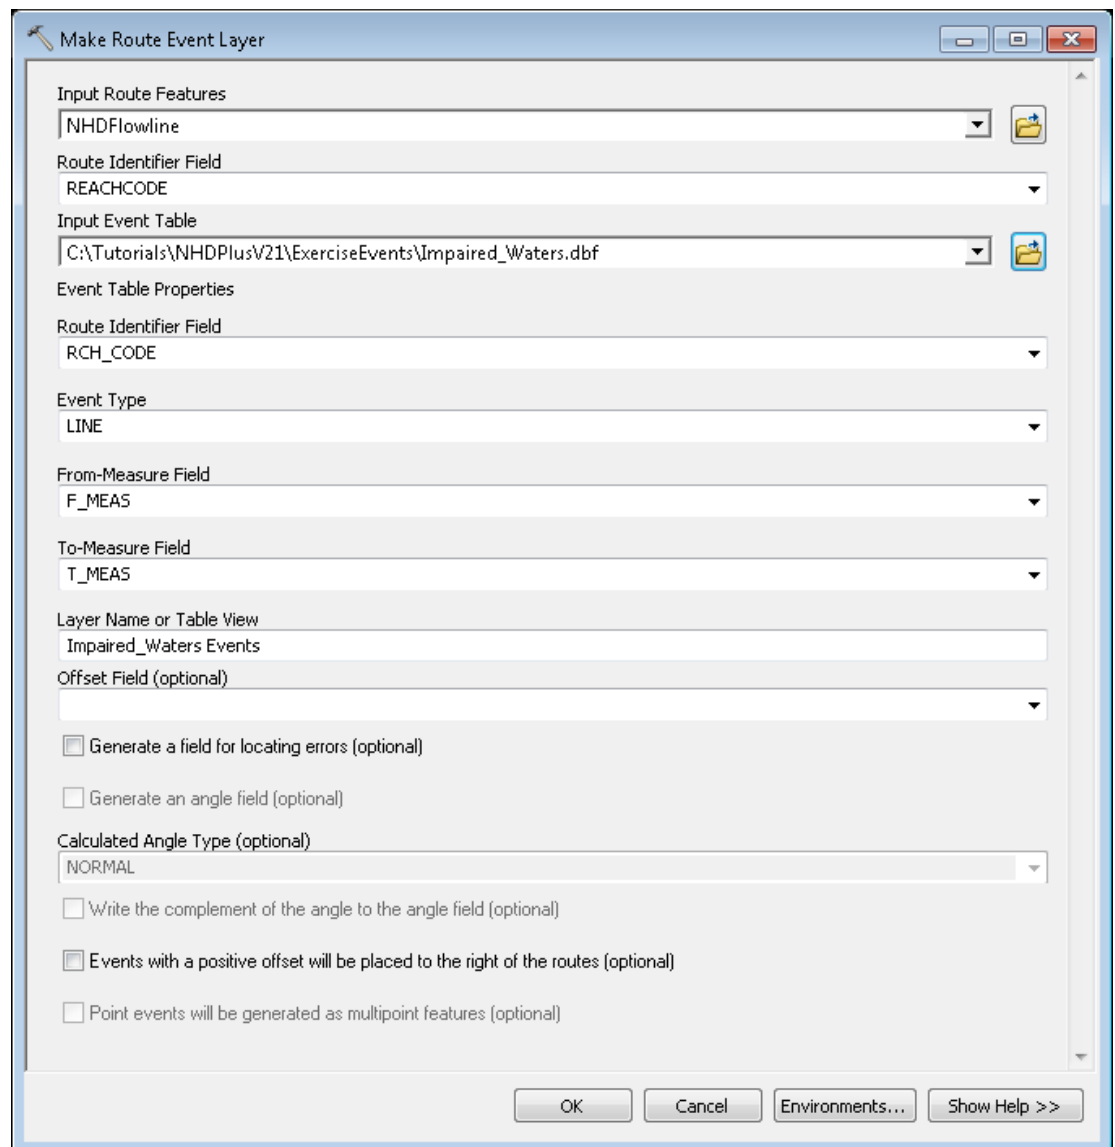 Make Route Event Layer
Input Route Features
NHDFlowline
Route Identifier Field
REACHCODE
Input Event Table
C:\Tutorials\NHDPlusV21\ExerciseEvents\Impaired_Waters.dbf
Event Table Properties
Route Identifier Field
RCH_CODE
Event Type
LINE
From-Measure Field
F_MEAS
To-Measure Field
T_MEAS
Layer Name or Table View
Impaired_Waters Events
Offset Field (optional)
Generate a field for locating errors (optional)
Generate an angle field (optional)
Calculated Angle Type (optional)
NORMAL
Write the complement of the angle to the angle field (optional)
Events with a positive offset will be placed to the right of the routes (optional)
Point events will be generated as multipoint features (optional)
OK Cancel Environments... Show Help >>